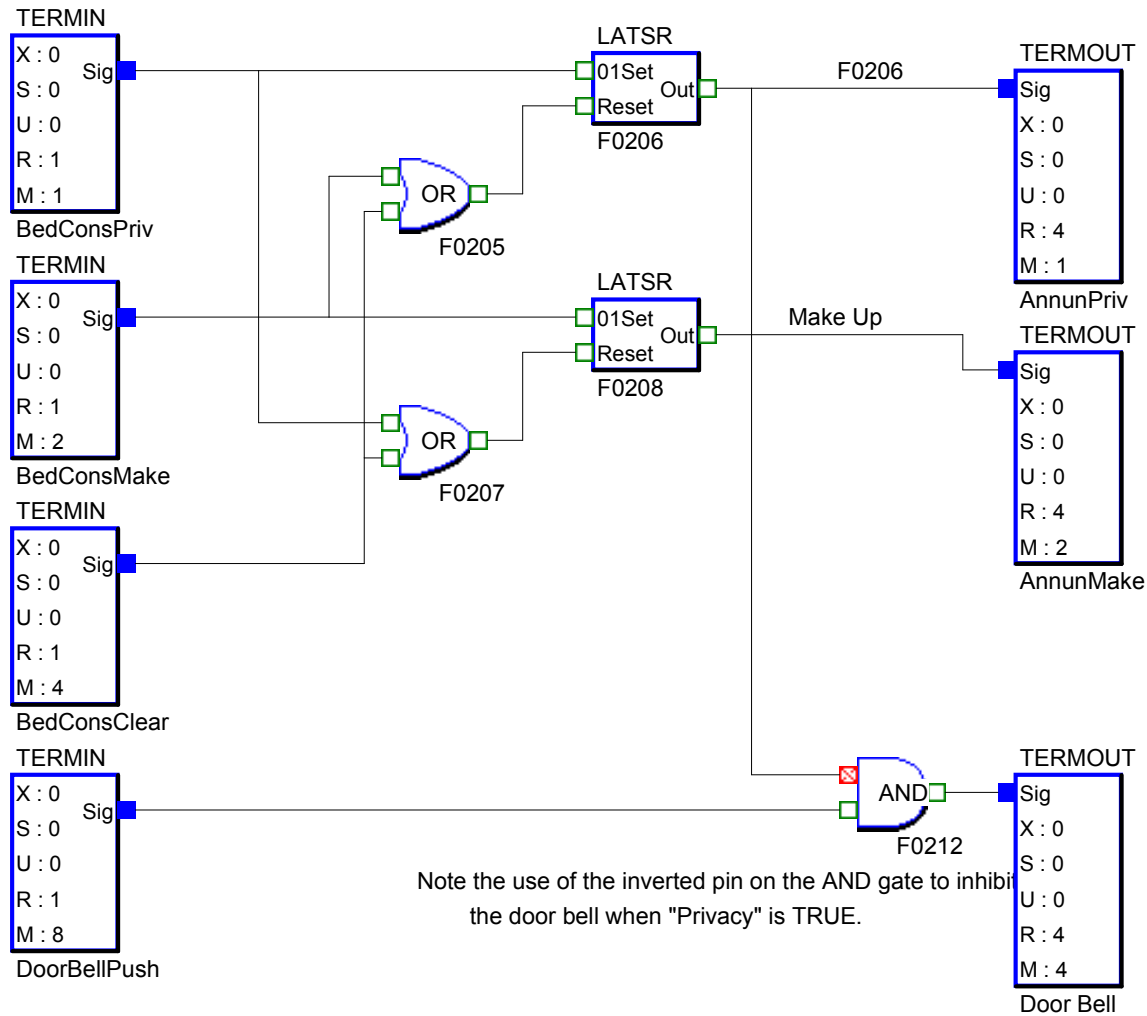 TERMIN
X : 0
Sig
S : 0
U : 0
R : 1
M : 1
BedConsPriv
TERMIN
X : 0
Sig
S : 0
U : 0
R : 1
M : 2
BedConsMake
TERMIN
X : 0
Sig
S : 0
U : 0
R : 1
M : 4
BedConsClear
TERMIN
X : 0
Sig
S : 0
U : 0
R : 1
M : 8
DoorBellPush
OR
F0205
OR
F0207
LATSR
01Set
Out
Reset
F0206
LATSR
01Set
Out
Reset
F0208
F0206
Make Up
AND
F0212
Note the use of the inverted pin on the AND gate to inhibit
the door bell when "Privacy" is TRUE.
TERMOUT
Sig
X : 0
S : 0
U : 0
R : 4
M : 1
AnnunPriv
TERMOUT
Sig
X : 0
S : 0
U : 0
R : 4
M : 2
AnnunMake
TERMOUT
Sig
X : 0
S : 0
U : 0
R : 4
M : 4
Door Bell